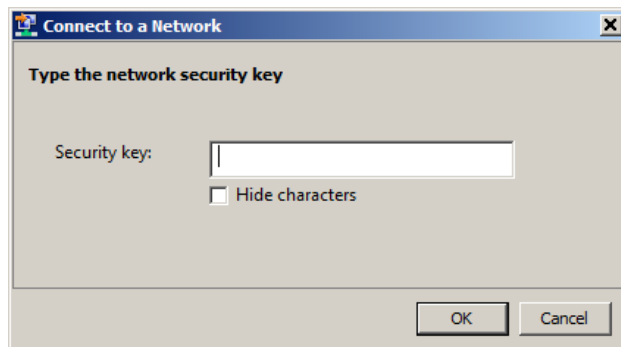 Connect to a Network
Type the network security key
Security key:
Hide characters
OK
Cancel